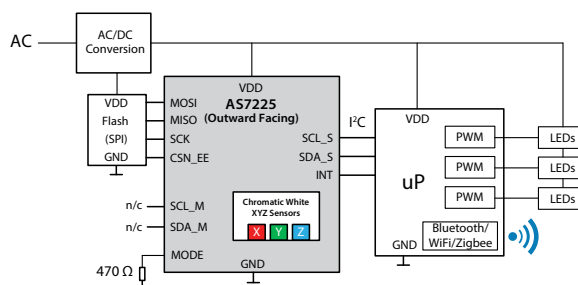 AC
AC/DC
Conversion
VDD
Flash
(SPI)
GND
MOSI
MISO
SCK
CSN_EE
n/c
SCL_M
n/c
SDA_M
MODE
470 Ω
VDD
AS7225
(Outward Facing)
SCL_S
SDA_S
INT
Chromatic White
XYZ Sensors
X Y Z
GND
I²C
VDD
uP
PWM
PWM
PWM
Bluetooth/
WiFi/Zigbee
GND
LEDs
LEDs
LEDs